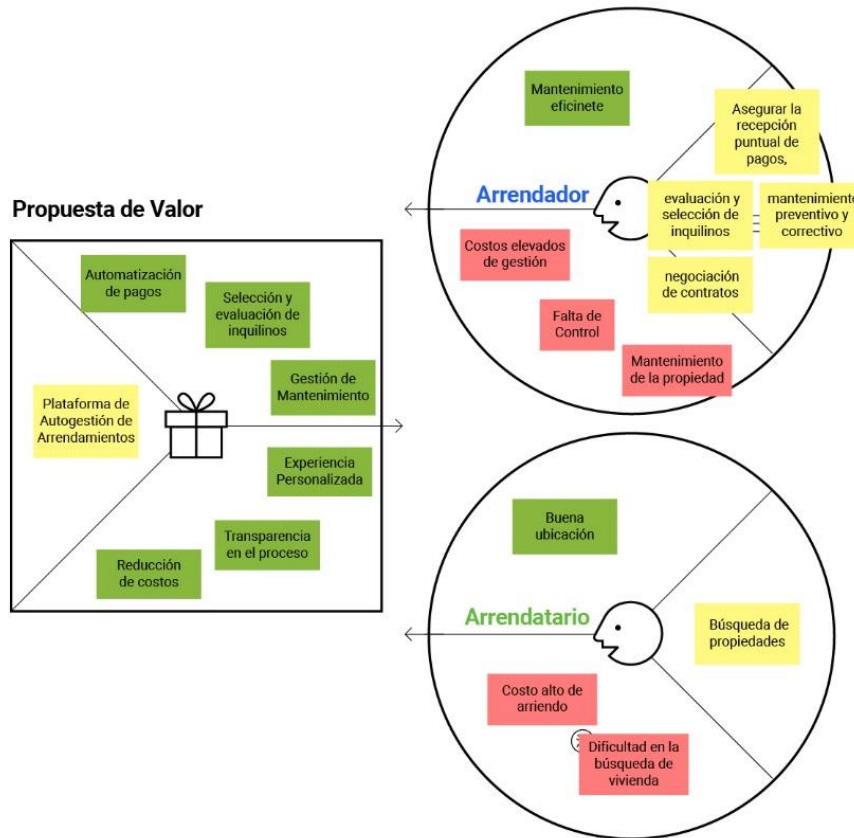 Propuesta de Valor
Automatización
de pagos
Selección y
evaluación de
inquilinos
Gestión de
Mantenimiento
Plataforma de
Autogestión de
Arrendamientos
Experiencia
Personalizada
Transparencia
en el proceso
Reducción
de costos
Mantenimiento
eficinete
Asegurar la
recepción
puntual de
pagos,
Arrendador
evaluación y
selección de
inquilinos
mantenimiento
preventivo y
correctivo
negociación
de contratos
Costos elevados
de gestión
Falta de
Control
Mantenimiento
de la propiedad
Buena
ubicación
Arrendatario
Búsqueda de
propiedades
Costo alto de
arriendo
Dificultad en la
búsqueda de
vivienda